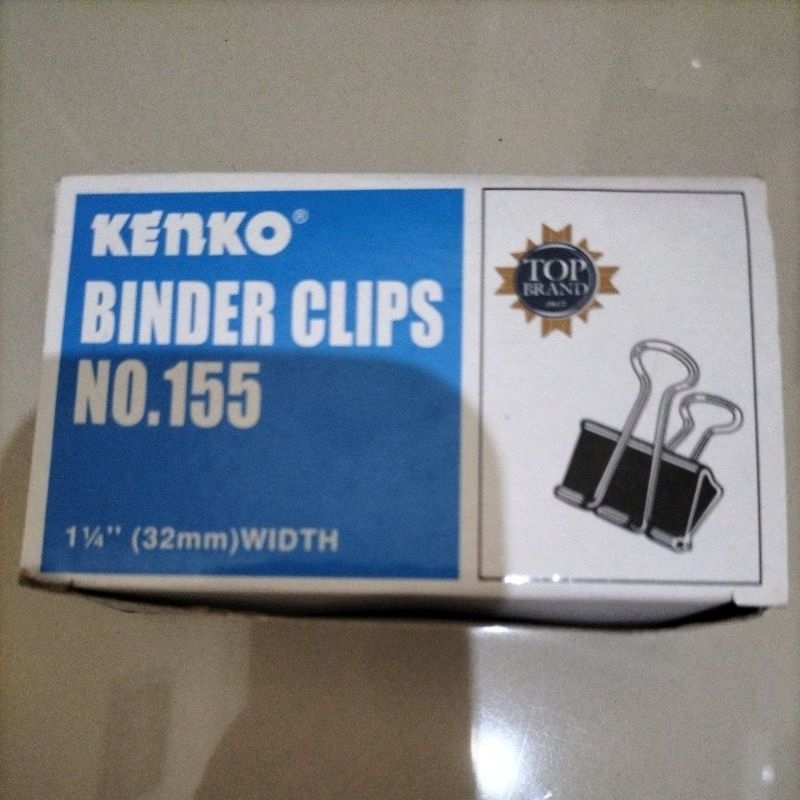 KENKO®
BINDER CLIPS
NO.155
1¼" (32mm)WIDTH
TOP
BRAND